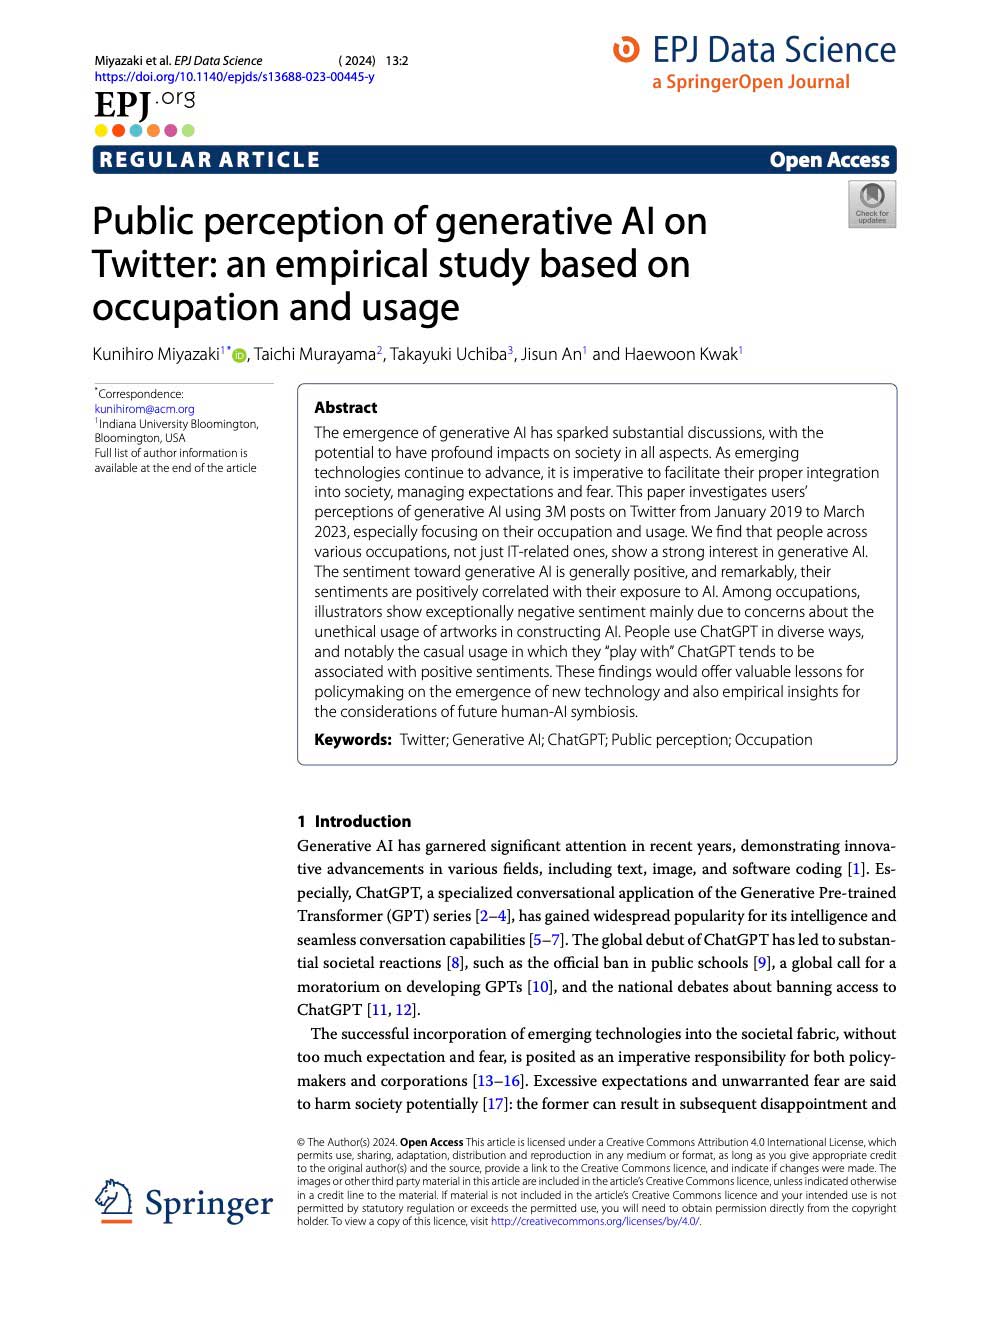 Miyazaki et al. EPJ Data Science (2024) 13:2
https://doi.org/10.1140/epjds/s13688-023-00445-y
EPJ.org
EPJ Data Science
a SpringerOpen Journal
REGULAR ARTICLE Open Access
Check for
updates
Public perception of generative AI on
Twitter: an empirical study based on
occupation and usage
Kunihiro Miyazaki1* iD, Taichi Murayama2, Takayuki Uchiba3, Jisun An1 and Haewoon Kwak1
*Correspondence:
kunihirom@acm.org
1Indiana University Bloomington,
Bloomington, USA
Full list of author information is
available at the end of the article
Abstract
The emergence of generative AI has sparked substantial discussions, with the
potential to have profound impacts on society in all aspects. As emerging
technologies continue to advance, it is imperative to facilitate their proper integration
into society, managing expectations and fear. This paper investigates users’
perceptions of generative AI using 3M posts on Twitter from January 2019 to March
2023, especially focusing on their occupation and usage. We find that people across
various occupations, not just IT-related ones, show a strong interest in generative AI.
The sentiment toward generative AI is generally positive, and remarkably, their
sentiments are positively correlated with their exposure to AI. Among occupations,
illustrators show exceptionally negative sentiment mainly due to concerns about the
unethical usage of artworks in constructing AI. People use ChatGPT in diverse ways,
and notably the casual usage in which they “play with” ChatGPT tends to be
associated with positive sentiments. These findings would offer valuable lessons for
policymaking on the emergence of new technology and also empirical insights for
the considerations of future human-AI symbiosis.
Keywords: Twitter; Generative AI; ChatGPT; Public perception; Occupation
1 Introduction
Generative AI has garnered significant attention in recent years, demonstrating innova-
tive advancements in various fields, including text, image, and software coding [1]. Es-
pecially, ChatGPT, a specialized conversational application of the Generative Pre-trained
Transformer (GPT) series [2–4], has gained widespread popularity for its intelligence and
seamless conversation capabilities [5–7]. The global debut of ChatGPT has led to substan-
tial societal reactions [8], such as the official ban in public schools [9], a global call for a
moratorium on developing GPTs [10], and the national debates about banning access to
ChatGPT [11, 12].
The successful incorporation of emerging technologies into the societal fabric, without
too much expectation and fear, is posited as an imperative responsibility for both policy-
makers and corporations [13–16]. Excessive expectations and unwarranted fear are said
to harm society potentially [17]: the former can result in subsequent disappointment and
© The Author(s) 2024. Open Access This article is licensed under a Creative Commons Attribution 4.0 International License, which
permits use, sharing, adaptation, distribution and reproduction in any medium or format, as long as you give appropriate credit
to the original author(s) and the source, provide a link to the Creative Commons licence, and indicate if changes were made. The
images or other third party material in this article are included in the article’s Creative Commons licence, unless indicated otherwise
in a credit line to the material. If material is not included in the article’s Creative Commons licence and your intended use is not
permitted by statutory regulation or exceeds the permitted use, you will need to obtain permission directly from the copyright
holder. To view a copy of this licence, visit http://creativecommons.org/licenses/by/4.0/.
Springer